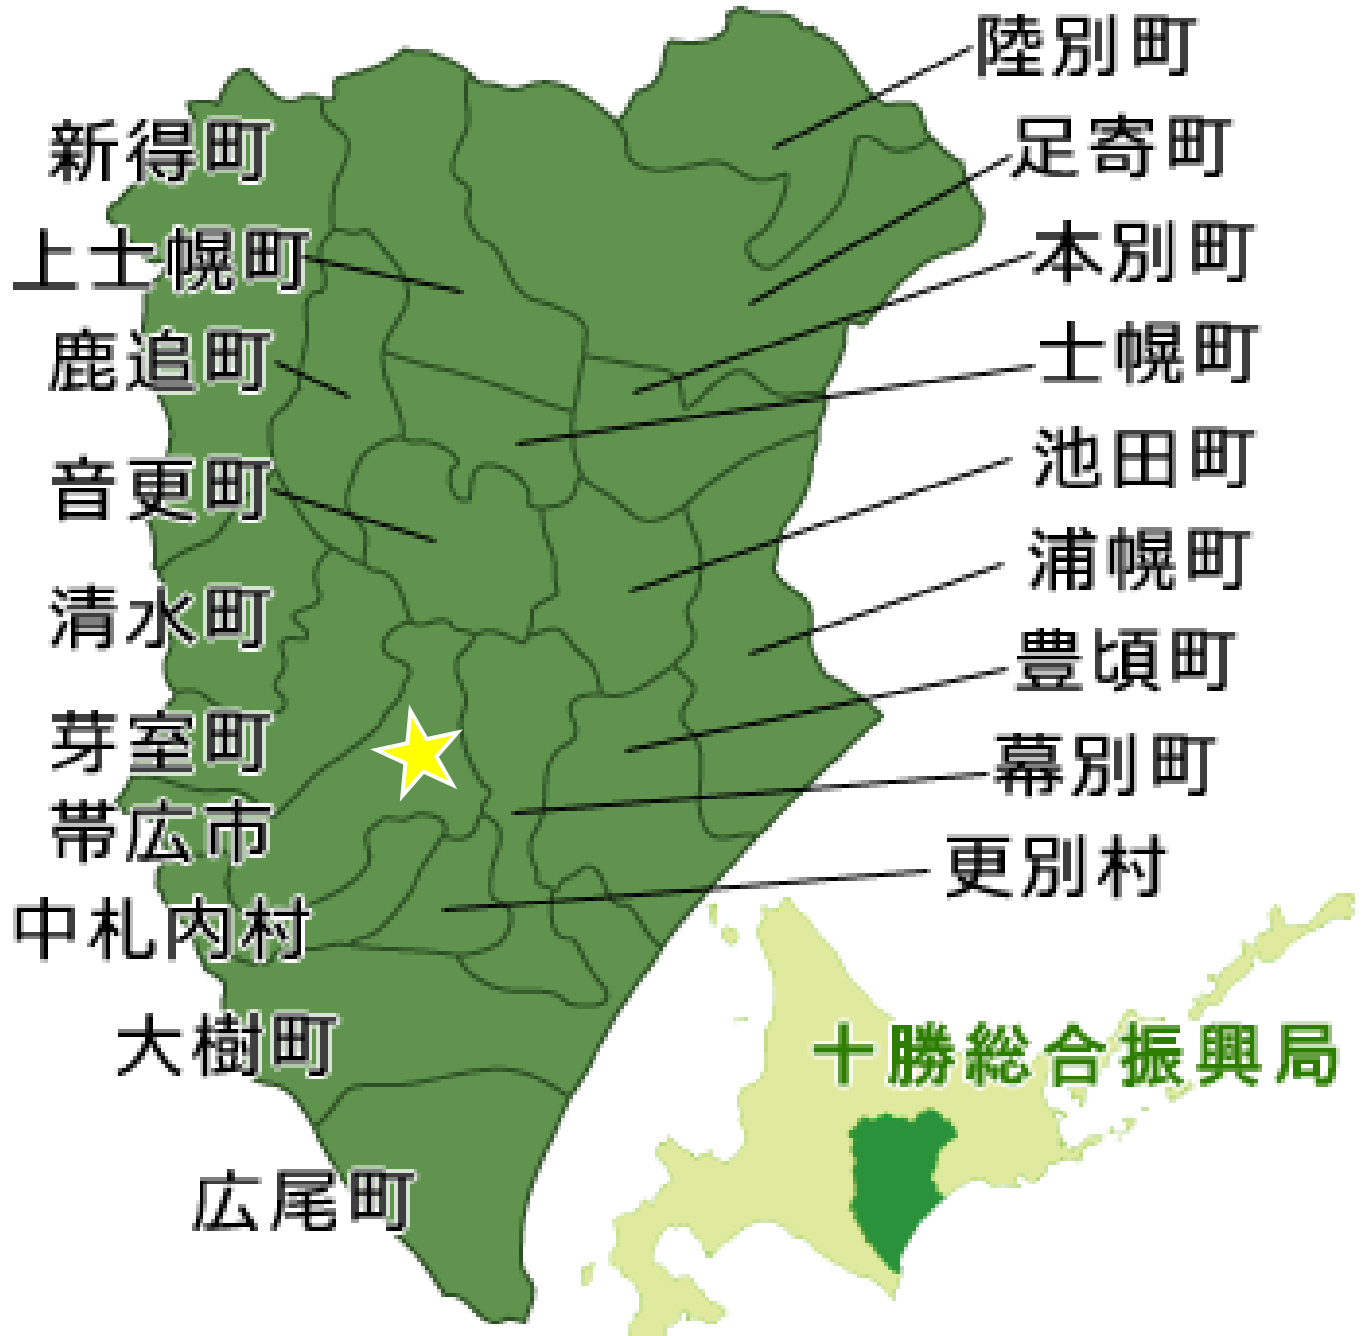 陸別町
新得町
足寄町
上士幌町
本別町
鹿追町
士幌町
音更町
池田町
清水町
浦幌町
豊頃町
芽室町
幕別町
帯広市
更別村
中札内村
大樹町
十勝総合振興局
広尾町